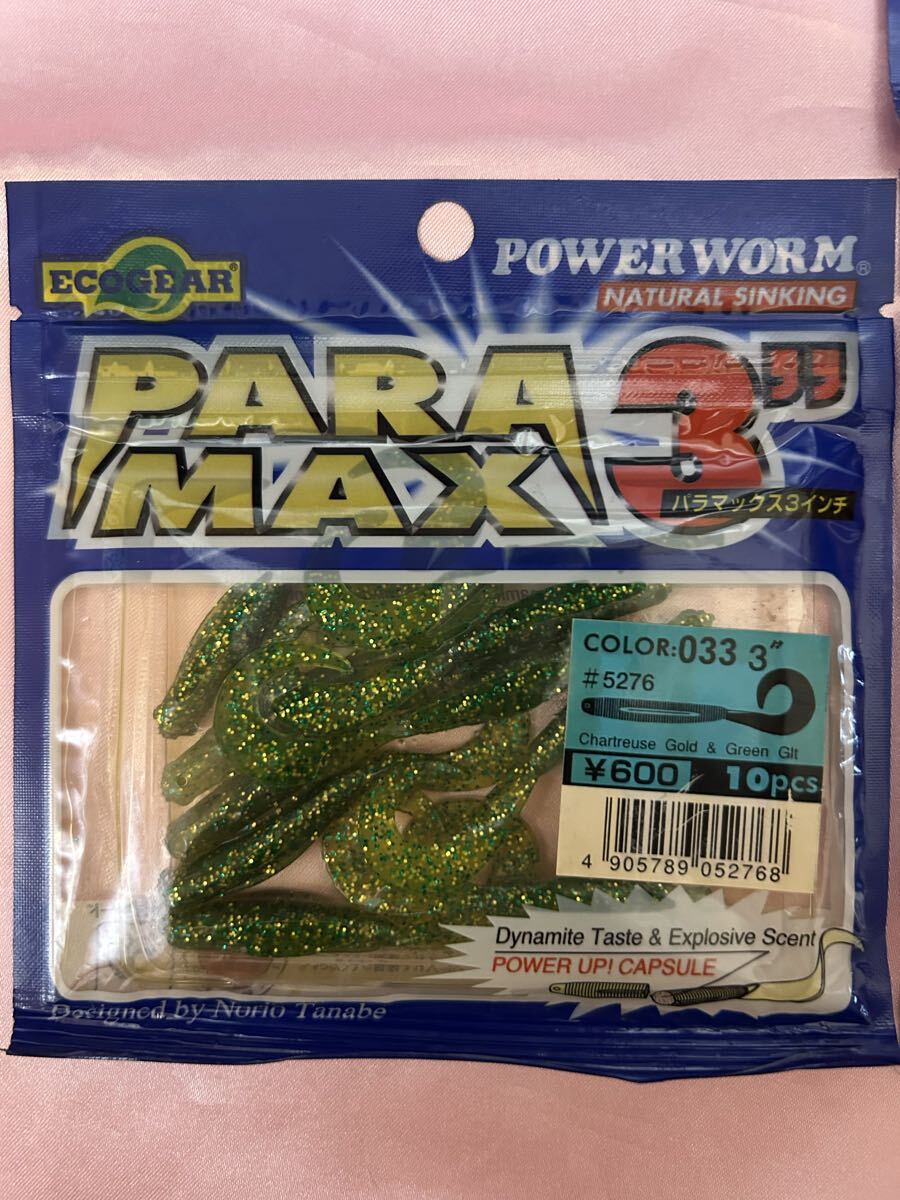 ECOGEAR®
POWER WORM®
NATURAL SINKING
PARA
MAX 3"
パラマックス3インチ
COLOR:033 3"
#5276
Chartreuse Gold & Green Glt
¥600 10pcs
4 905789 052768
Dynamite Taste & Explosive Scent
POWER UP! CAPSULE
Designed by Norio Tanabe